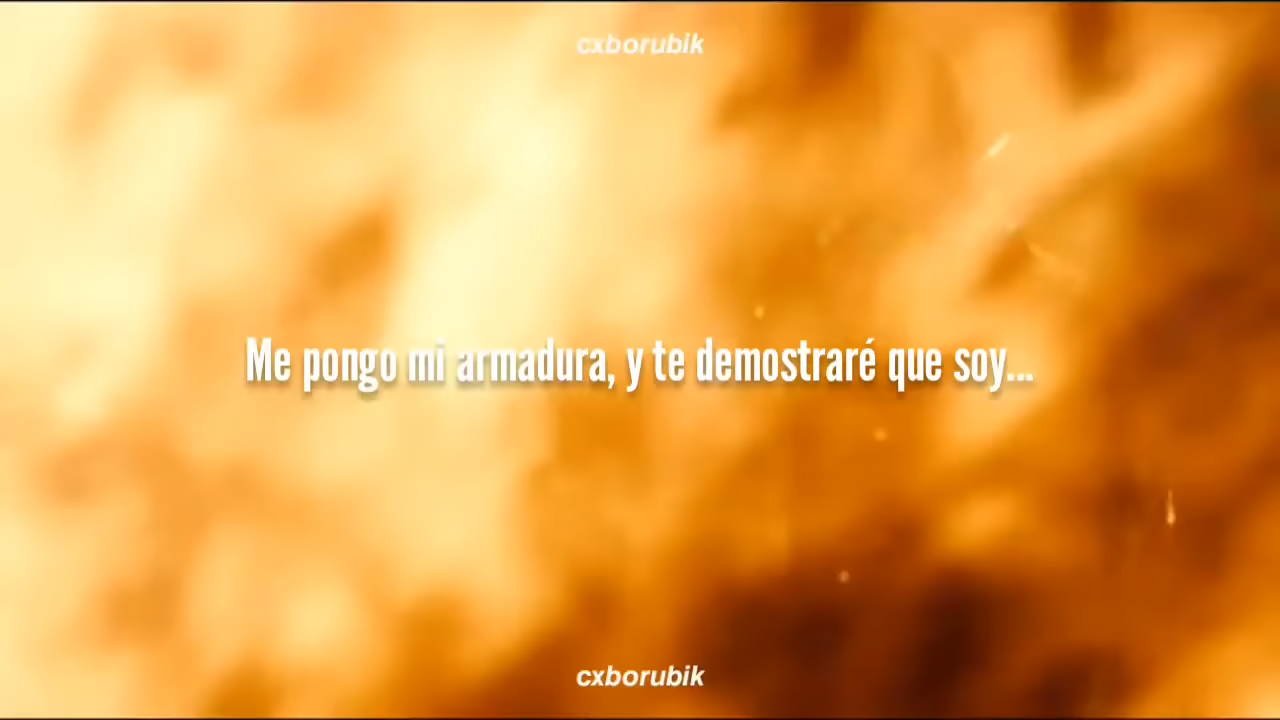 cxborubik
Me pongo mi armadura, y te demostraré que soy...
cxborubik